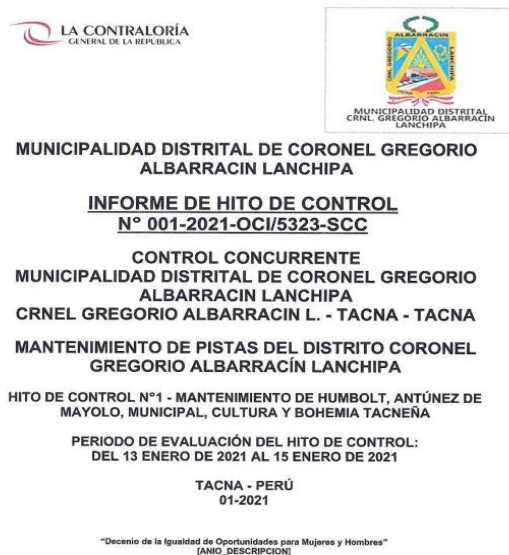 LA CONTRALORÍA
GENERAL DE LA REPÚBLICA
ALBARRACIN
CRNL. GREGORIO
LANCHIPA
TACNA PERÚ
MUNICIPALIDAD DISTRITAL
CRNL. GREGORIO ALBARRACÍN
LANCHIPA
MUNICIPALIDAD DISTRITAL DE CORONEL GREGORIO
ALBARRACIN LANCHIPA
INFORME DE HITO DE CONTROL
N° 001-2021-OCI/5323-SCC
CONTROL CONCURRENTE
MUNICIPALIDAD DISTRITAL DE CORONEL GREGORIO
ALBARRACIN LANCHIPA
CRNEL GREGORIO ALBARRACIN L. - TACNA - TACNA
MANTENIMIENTO DE PISTAS DEL DISTRITO CORONEL
GREGORIO ALBARRACÍN LANCHIPA
HITO DE CONTROL N°1 - MANTENIMIENTO DE HUMBOLT, ANTÚNEZ DE
MAYOLO, MUNICIPAL, CULTURA Y BOHEMIA TACNEÑA
PERIODO DE EVALUACIÓN DEL HITO DE CONTROL:
DEL 13 ENERO DE 2021 AL 15 ENERO DE 2021
TACNA - PERÚ
01-2021
"Decenio de la Igualdad de Oportunidades para Mujeres y Hombres"
[ANIO_DESCRIPCION]